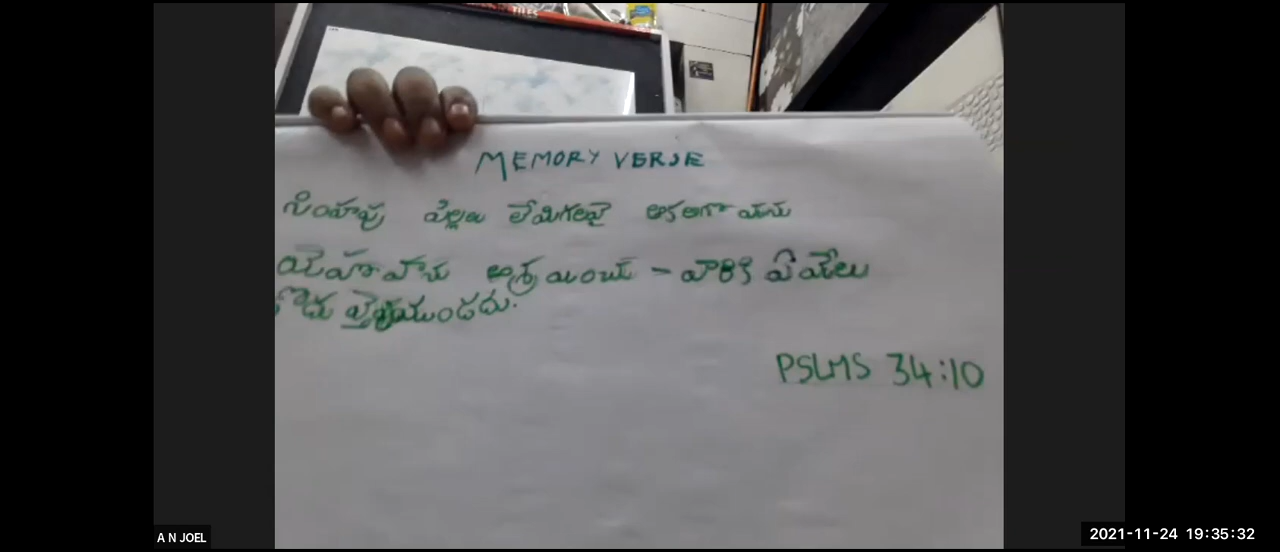 TILES
MEMORY VERSE
సింహపు పిల్లలు లేమిగలవై ఆకలిగొనును
యెహోవాను ఆశ్రయించు - వారికి ఏ మేలు
కొదువైయుండదు.
PSLMS 34:10
A N JOEL
2021-11-24 19:35:32